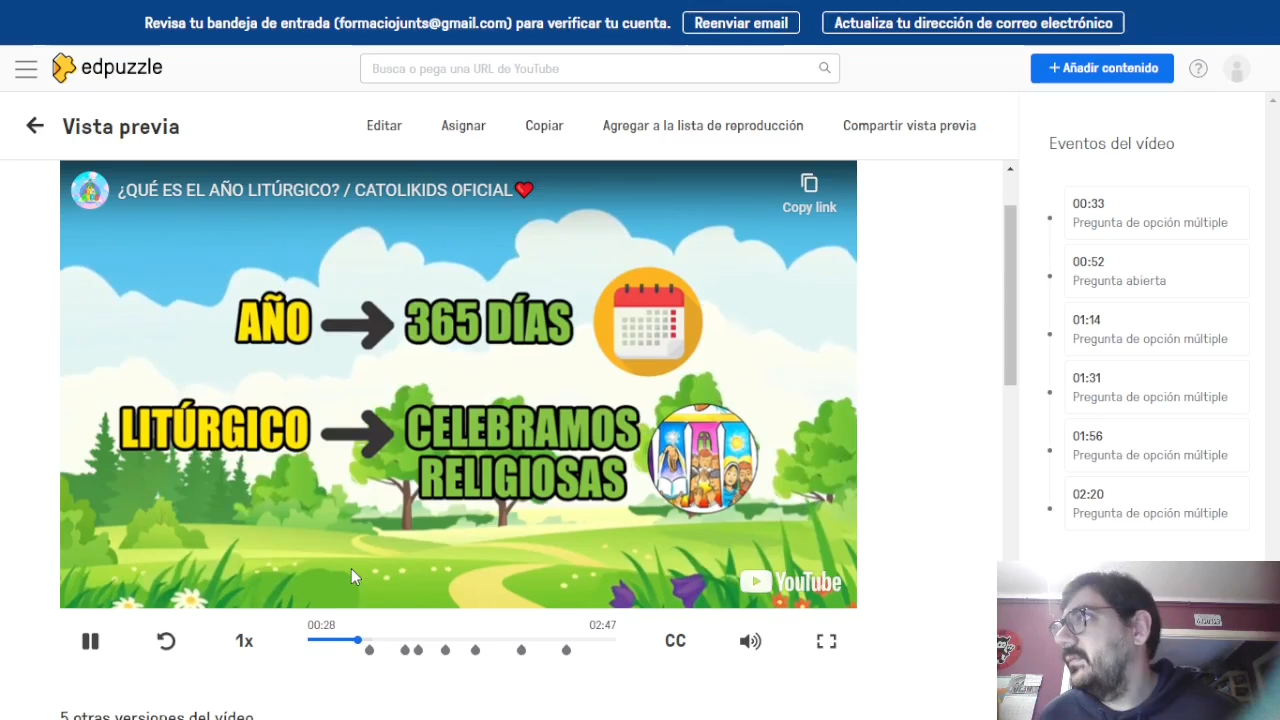 Revisa tu bandeja de entrada (formaciojunts@gmail.com) para verificar tu cuenta. Reenviar email Actualiza tu dirección de correo electrónico
edpuzzle Busca o pega una URL de YouTube + Añadir contenido ?
Vista previa Editar Asignar Copiar Agregar a la lista de reproducción Compartir vista previa
Eventos del vídeo
¿QUÉ ES EL AÑO LITÚRGICO? / CATOLIKIDS OFICIAL❤️
Copy link
AÑO → 365 DÍAS
LITÚRGICO → CELEBRAMOS
RELIGIOSAS
YouTube
00:28 02:47
1x CC
5 otras versiones del vídeo
00:33
Pregunta de opción múltiple
00:52
Pregunta abierta
01:14
Pregunta de opción múltiple
01:31
Pregunta de opción múltiple
01:56
Pregunta de opción múltiple
02:20
Pregunta de opción múltiple